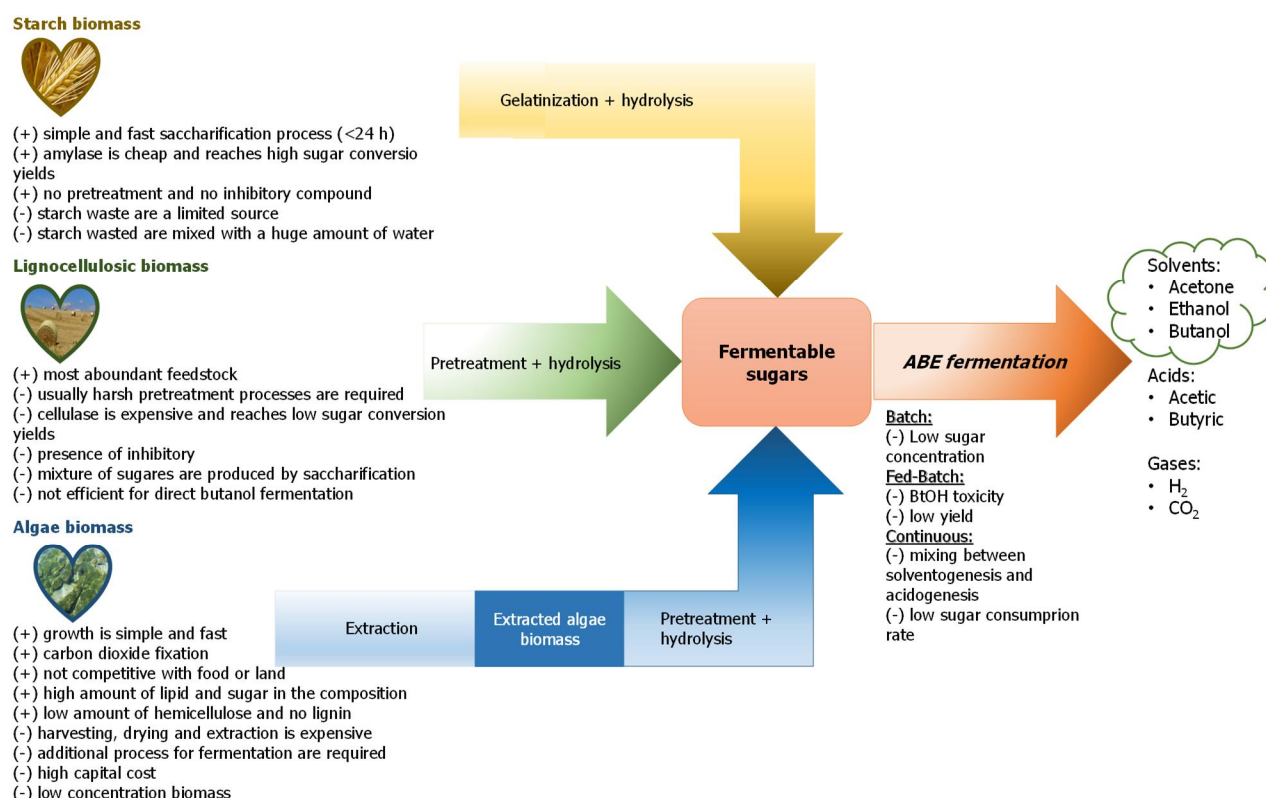 Starch biomass
(+) simple and fast saccharification process (<24 h)
(+) amylase is cheap and reaches high sugar conversio
yields
(+) no pretreatment and no inhibitory compound
(-) starch waste are a limited source
(-) starch wasted are mixed with a huge amount of water
Gelatinization + hydrolysis
Lignocellulosic biomass
(+) most aboundant feedstock
(-) usually harsh pretreatment processes are required
(-) cellulase is expensive and reaches low sugar conversion
yields
(-) presence of inhibitory
(-) mixture of sugares are produced by saccharification
(-) not efficient for direct butanol fermentation
Pretreatment + hydrolysis
Algae biomass
(+) growth is simple and fast
(+) carbon dioxide fixation
(+) not competitive with food or land
(+) high amount of lipid and sugar in the composition
(+) low amount of hemicellulose and no lignin
(-) harvesting, drying and extraction is expensive
(-) additional process for fermentation are required
(-) high capital cost
(-) low concentration biomass
Extraction
Extracted algae
biomass
Pretreatment +
hydrolysis
Fermentable
sugars
ABE fermentation
Batch:
(-) Low sugar
concentration
Fed-Batch:
(-) BtOH toxicity
(-) low yield
Continuous:
(-) mixing between
solventogenesis and
acidogenesis
(-) low sugar consumprion
rate
Solvents:
• Acetone
• Ethanol
• Butanol
Acids:
• Acetic
• Butyric
Gases:
• H₂
• CO₂